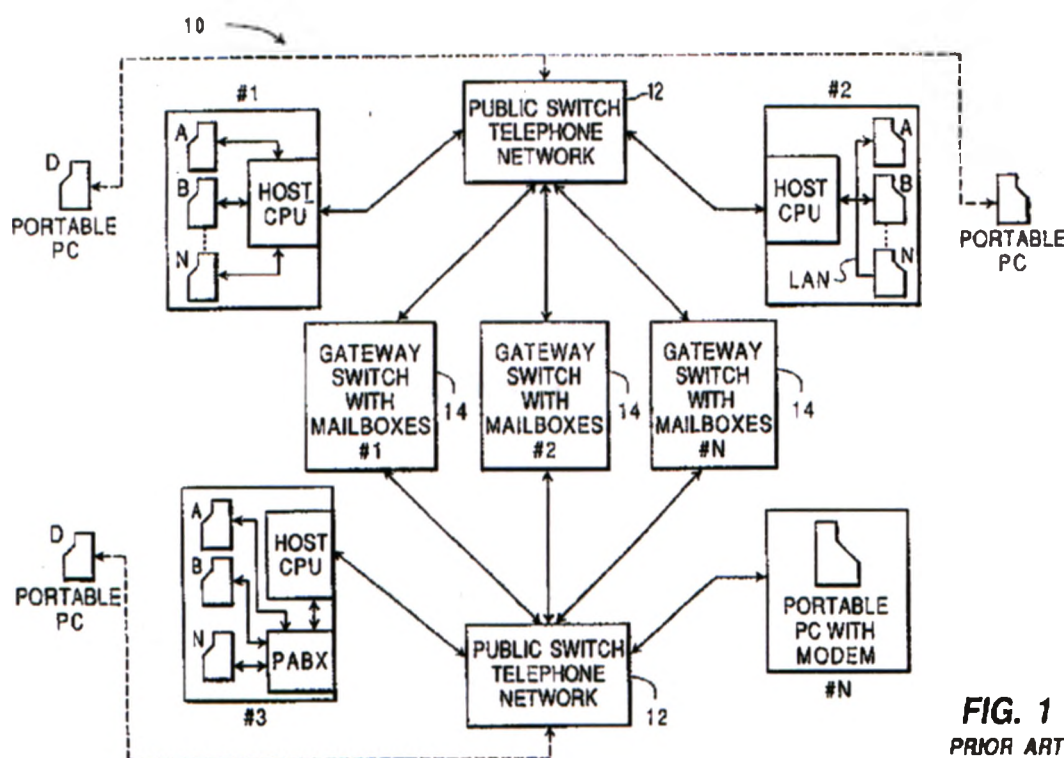 10
#1
A
B
N
HOST
CPU
PUBLIC SWITCH
TELEPHONE
NETWORK
12
#2
HOST
CPU
A
B
N
LAN
D
PORTABLE
PC
PORTABLE
PC
GATEWAY
SWITCH
WITH
MAILBOXES
#1
14
GATEWAY
SWITCH
WITH
MAILBOXES
#2
14
GATEWAY
SWITCH
WITH
MAILBOXES
#N
14
D
PORTABLE
PC
A
B
N
HOST
CPU
PABX
#3
PUBLIC SWITCH
TELEPHONE
NETWORK
12
PORTABLE
PC WITH
MODEM
#N
FIG. 1
PRIOR ART